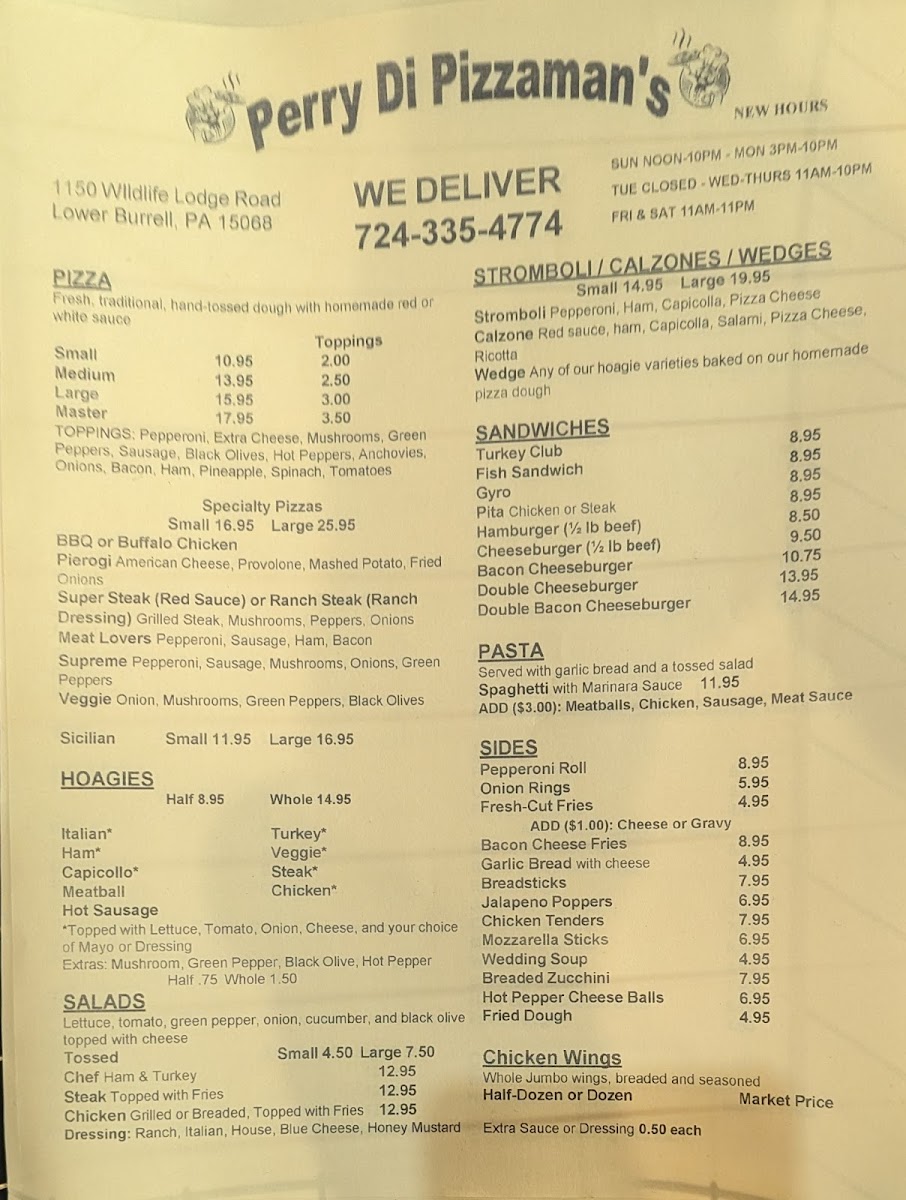 Perry Di Pizzaman's
NEW HOURS
1150 Wildlife Lodge Road
Lower Burrell, PA 15068
WE DELIVER
724-335-4774
SUN NOON-10PM - MON 3PM-10PM
TUE CLOSED - WED-THURS 11AM-10PM
FRI & SAT 11AM-11PM
PIZZA
Fresh, traditional, hand-tossed dough with homemade red or
white sauce
Toppings
Small 10.95 2.00
Medium 13.95 2.50
Large 15.95 3.00
Master 17.95 3.50
TOPPINGS: Pepperoni, Extra Cheese, Mushrooms, Green
Peppers, Sausage, Black Olives, Hot Peppers, Anchovies,
Onions, Bacon, Ham, Pineapple, Spinach, Tomatoes
Specialty Pizzas
Small 16.95 Large 25.95
BBQ or Buffalo Chicken
Pierogi American Cheese, Provolone, Mashed Potato, Fried
Onions
Super Steak (Red Sauce) or Ranch Steak (Ranch
Dressing) Grilled Steak, Mushrooms, Peppers, Onions
Meat Lovers Pepperoni, Sausage, Ham, Bacon
Supreme Pepperoni, Sausage, Mushrooms, Onions, Green
Peppers
Veggie Onion, Mushrooms, Green Peppers, Black Olives
Sicilian Small 11.95 Large 16.95
HOAGIES
Half 8.95 Whole 14.95
Italian* Turkey*
Ham* Veggie*
Capicollo* Steak*
Meatball Chicken*
Hot Sausage
*Topped with Lettuce, Tomato, Onion, Cheese, and your choice
of Mayo or Dressing
Extras: Mushroom, Green Pepper, Black Olive, Hot Pepper
Half .75 Whole 1.50
SALADS
Lettuce, tomato, green pepper, onion, cucumber, and black olive
topped with cheese
Tossed Small 4.50 Large 7.50
Chef Ham & Turkey 12.95
Steak Topped with Fries 12.95
Chicken Grilled or Breaded, Topped with Fries 12.95
Dressing: Ranch, Italian, House, Blue Cheese, Honey Mustard
STROMBOLI / CALZONES / WEDGES
Small 14.95 Large 19.95
Stromboli Pepperoni, Ham, Capicolla, Pizza Cheese
Calzone Red sauce, ham, Capicolla, Salami, Pizza Cheese,
Ricotta
Wedge Any of our hoagie varieties baked on our homemade
pizza dough
SANDWICHES
Turkey Club 8.95
Fish Sandwich 8.95
Gyro 8.95
Pita Chicken or Steak 8.95
Hamburger (½ lb beef) 8.50
Cheeseburger (½ lb beef) 9.50
Bacon Cheeseburger 10.75
Double Cheeseburger 13.95
Double Bacon Cheeseburger 14.95
PASTA
Served with garlic bread and a tossed salad
Spaghetti with Marinara Sauce 11.95
ADD ($3.00): Meatballs, Chicken, Sausage, Meat Sauce
SIDES
Pepperoni Roll 8.95
Onion Rings 5.95
Fresh-Cut Fries 4.95
ADD ($1.00): Cheese or Gravy
Bacon Cheese Fries 8.95
Garlic Bread with cheese 4.95
Breadsticks 7.95
Jalapeno Poppers 6.95
Chicken Tenders 7.95
Mozzarella Sticks 6.95
Wedding Soup 4.95
Breaded Zucchini 7.95
Hot Pepper Cheese Balls 6.95
Fried Dough 4.95
Chicken Wings
Whole Jumbo wings, breaded and seasoned
Half-Dozen or Dozen Market Price
Extra Sauce or Dressing 0.50 each